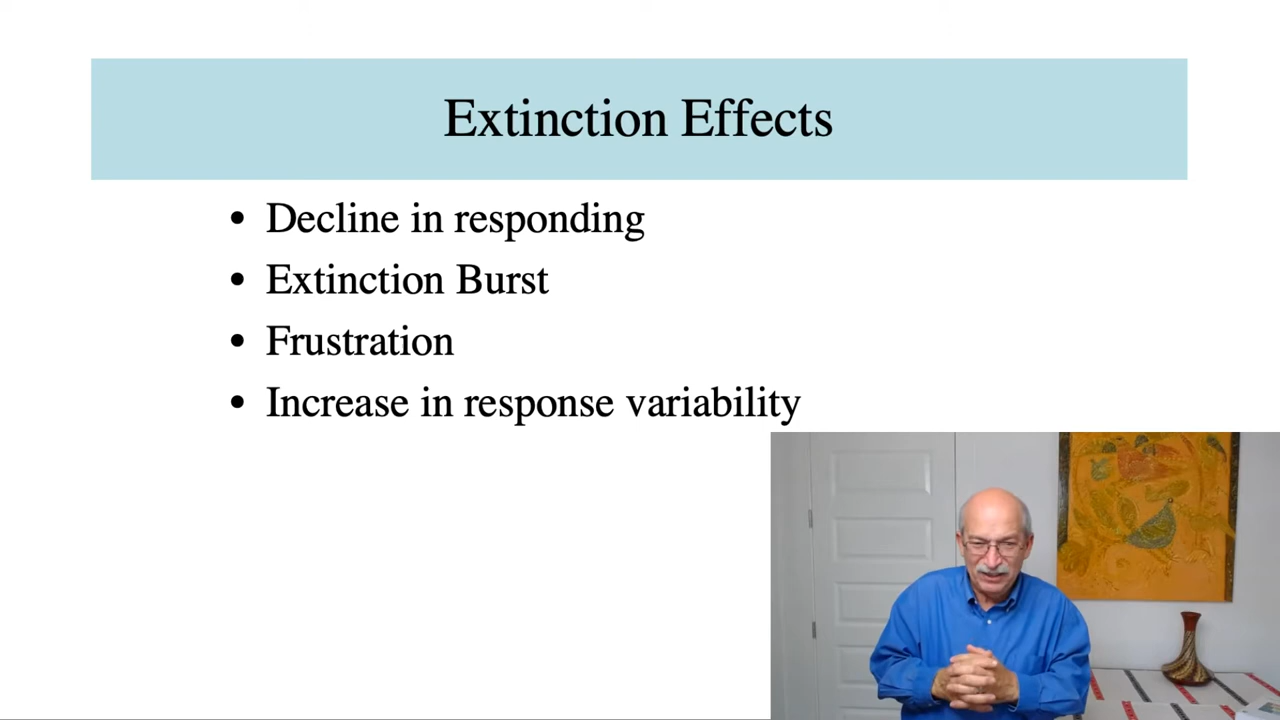 Extinction Effects
• Decline in responding
• Extinction Burst
• Frustration
• Increase in response variability